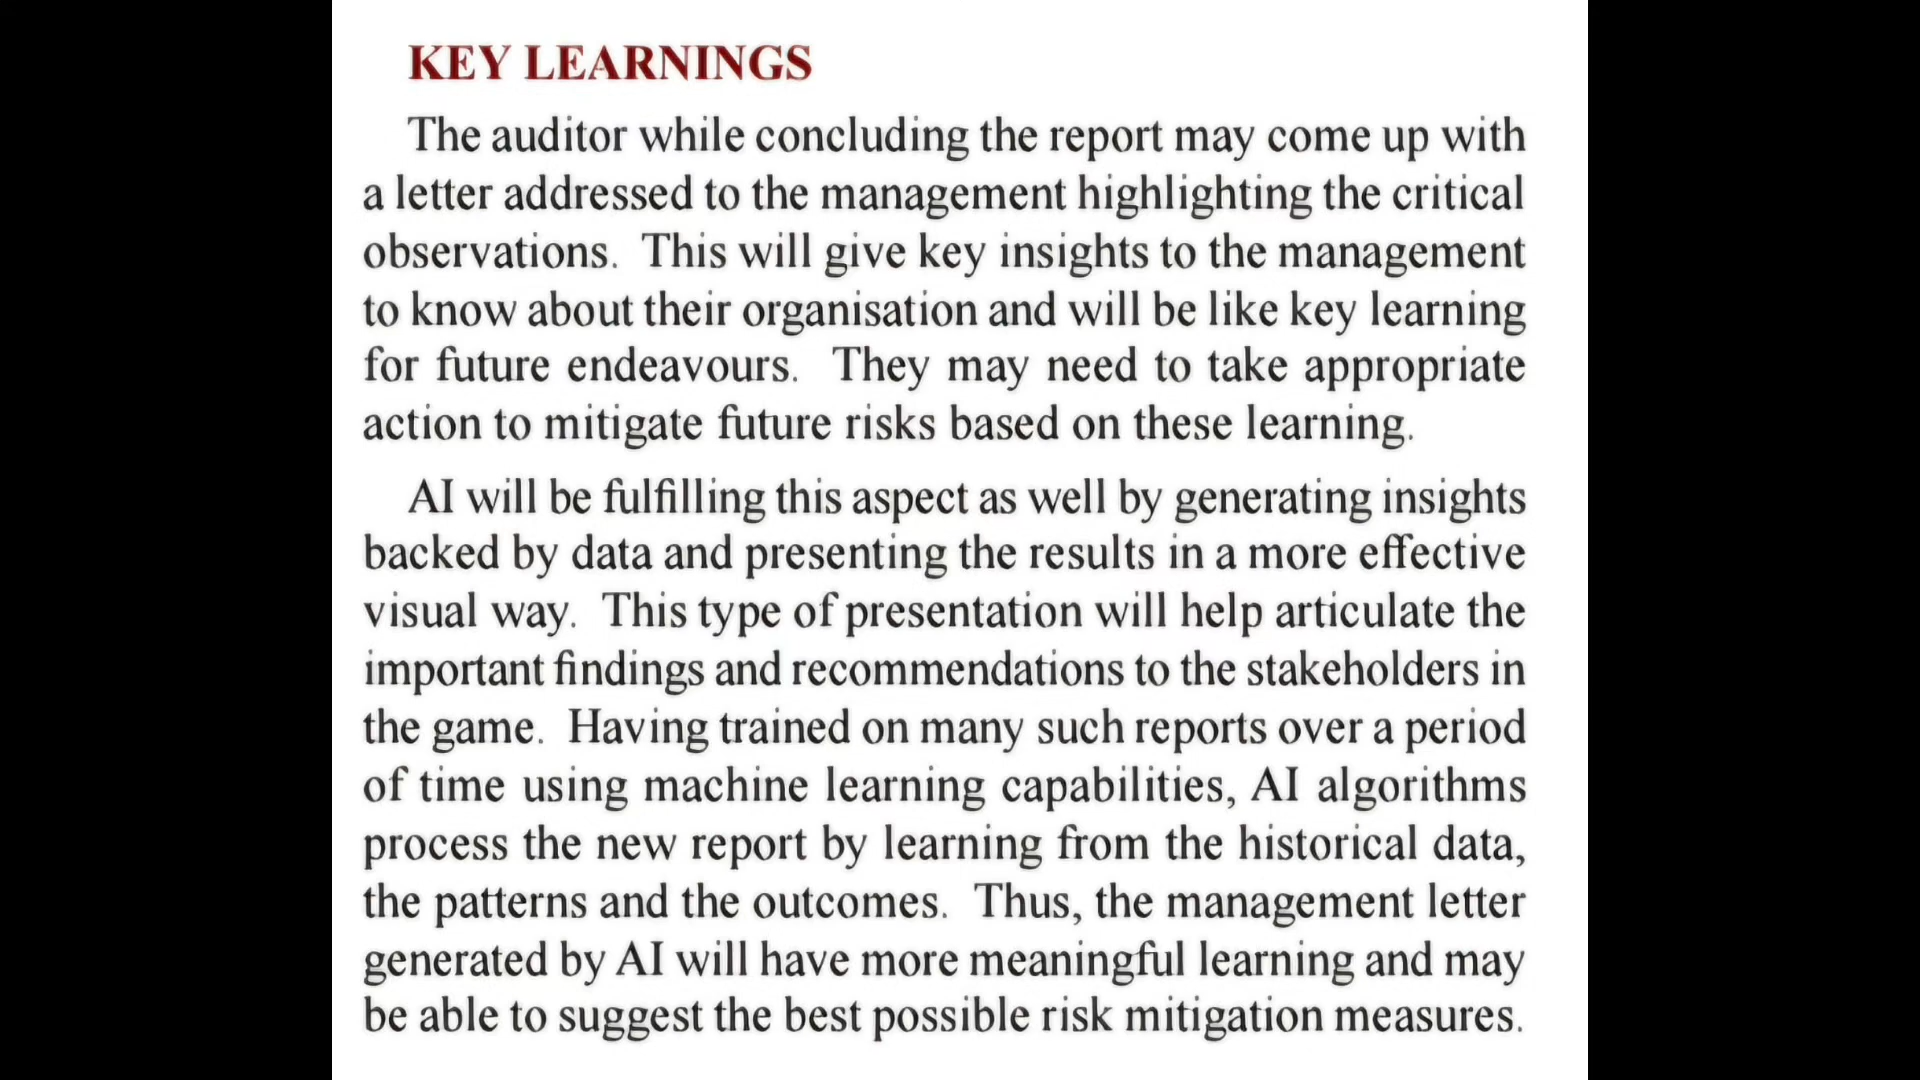 KEY LEARNINGS
The auditor while concluding the report may come up with
a letter addressed to the management highlighting the critical
observations. This will give key insights to the management
to know about their organisation and will be like key learning
for future endeavours. They may need to take appropriate
action to mitigate future risks based on these learning.
AI will be fulfilling this aspect as well by generating insights
backed by data and presenting the results in a more effective
visual way. This type of presentation will help articulate the
important findings and recommendations to the stakeholders in
the game. Having trained on many such reports over a period
of time using machine learning capabilities, AI algorithms
process the new report by learning from the historical data,
the patterns and the outcomes. Thus, the management letter
generated by AI will have more meaningful learning and may
be able to suggest the best possible risk mitigation measures.